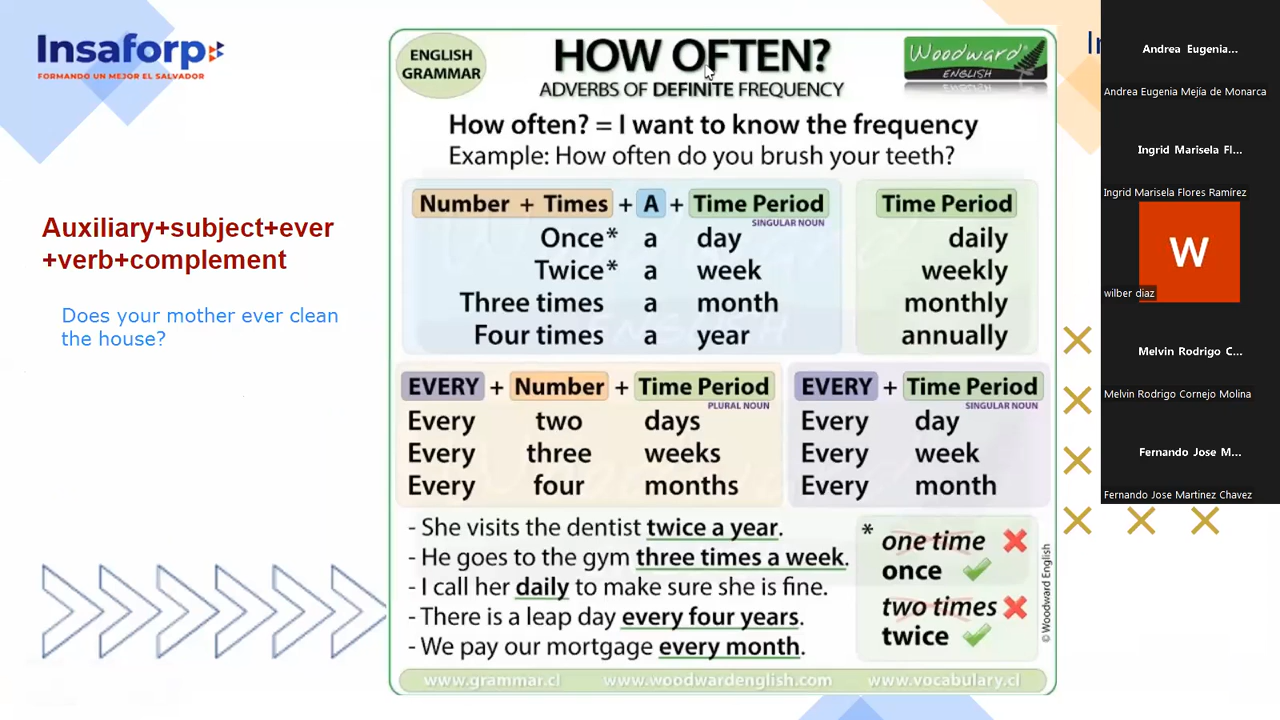 Insaforp
FORMANDO UN MEJOR EL SALVADOR
Auxiliary+subject+ever
+verb+complement
Does your mother ever clean
the house?
ENGLISH
GRAMMAR
HOW OFTEN?
ADVERBS OF DEFINITE FREQUENCY
Woodward®
ENGLISH
How often? = I want to know the frequency
Example: How often do you brush your teeth?
Number + Times + A + Time Period
SINGULAR NOUN
Once* a day
Twice* a week
Three times a month
Four times a year
Time Period
daily
weekly
monthly
annually
EVERY + Number + Time Period
PLURAL NOUN
Every two days
Every three weeks
Every four months
EVERY + Time Period
SINGULAR NOUN
Every day
Every week
Every month
- She visits the dentist twice a year.
- He goes to the gym three times a week.
- I call her daily to make sure she is fine.
- There is a leap day every four years.
- We pay our mortgage every month.
* one time
once
two times
twice
© Woodward English
www.grammar.cl www.woodwardenglish.com www.vocabulary.cl
Andrea Eugenia...
Andrea Eugenia Mejía de Monarca
Ingrid Marisela Fl...
Ingrid Marisela Flores Ramírez
W
wilber diaz
Melvin Rodrigo C...
Melvin Rodrigo Cornejo Molina
Fernando Jose M...
Fernando Jose Martinez Chavez